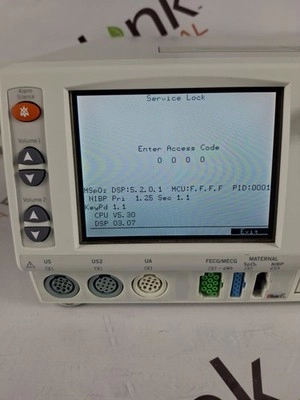 Link
Alarm
Silence
Service Lock
Enter Access Code
0 0 0 0
Volume 1
Volume 2
MSpO2 DSP:5.2.0.1 MCU:F.F.F.F PID:0001
NIBP Pri 1.25 Sec 1.1
KeyPd 1.1
CPU V5.30
DSP 03.07
Exit
MATERNAL
US
US2
UA
FECG/MECG
SpO2
NIBP